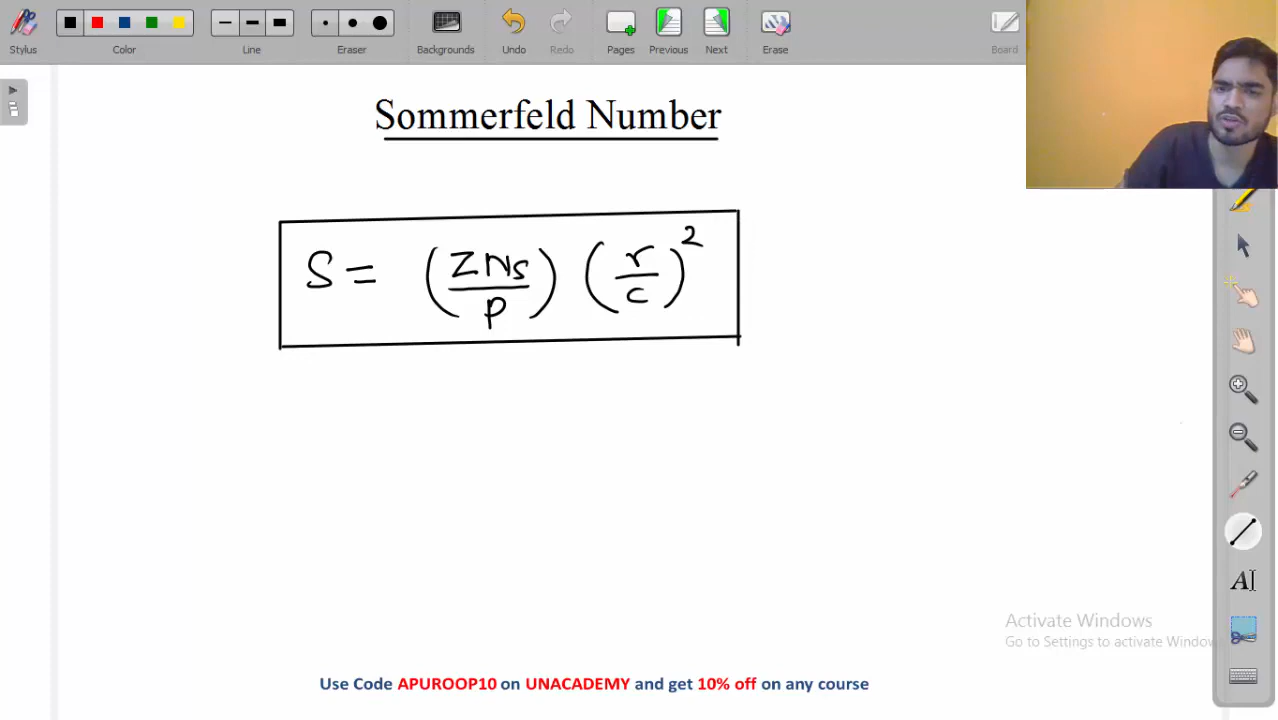 Stylus Color Line Eraser Backgrounds Undo Redo Pages Previous Next Erase Board
Sommerfeld Number
S = (ZNs/p) (r/c)²
A
Activate Windows
Go to Settings to activate Windows
Use Code APUROOP10 on UNACADEMY and get 10% off on any course